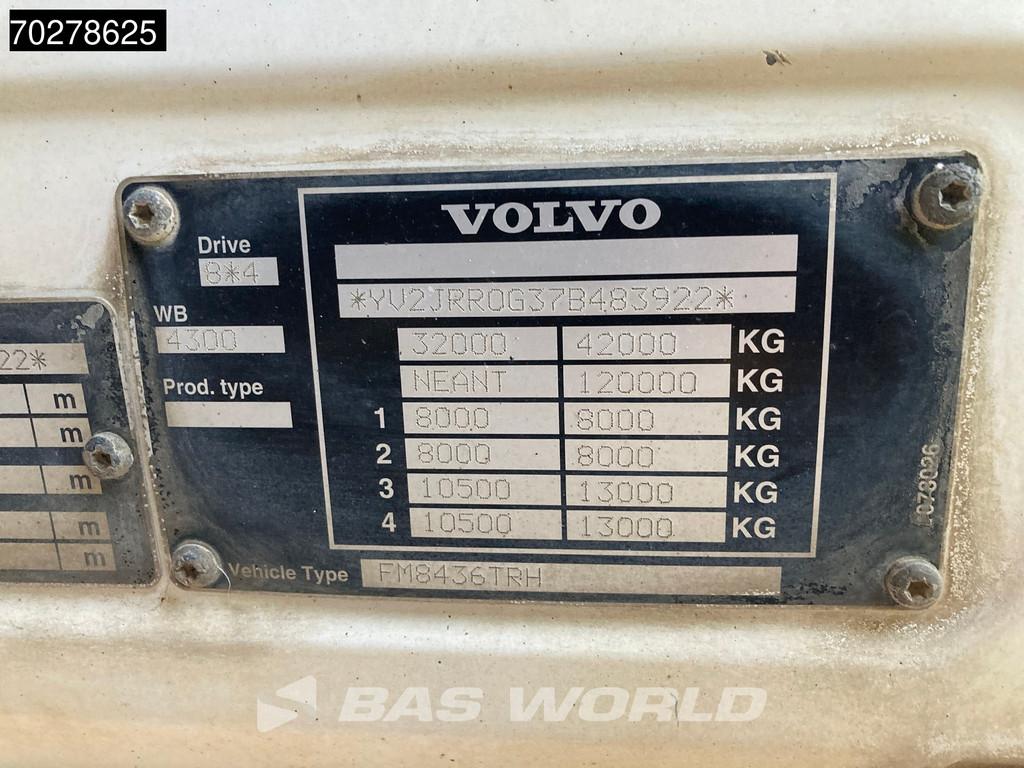 70278625
VOLVO
Drive
8*4
*YV2JRR0G37B483922*
WB
4300
32000 42000 KG
NEANT 120000 KG
Prod. type
1 8000 8000 KG
2 8000 8000 KG
3 10500 13000 KG
4 10500 13000 KG
Vehicle Type FM8436TRH
22*
m
m
m
m
m
BAS WORLD